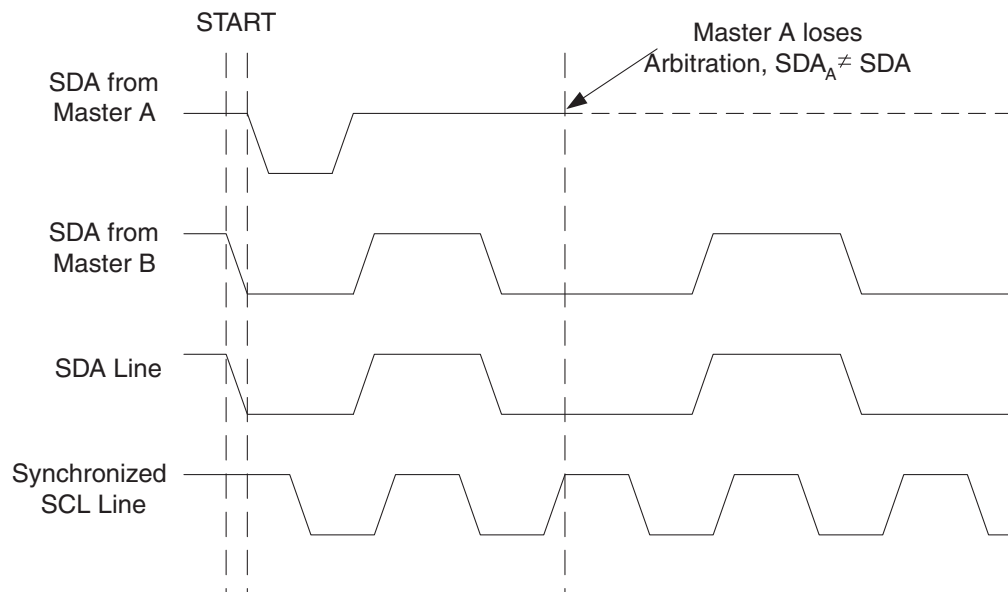 START
Master A loses
Arbitration, SDA_A ≠ SDA
SDA from
Master A
SDA from
Master B
SDA Line
Synchronized
SCL Line